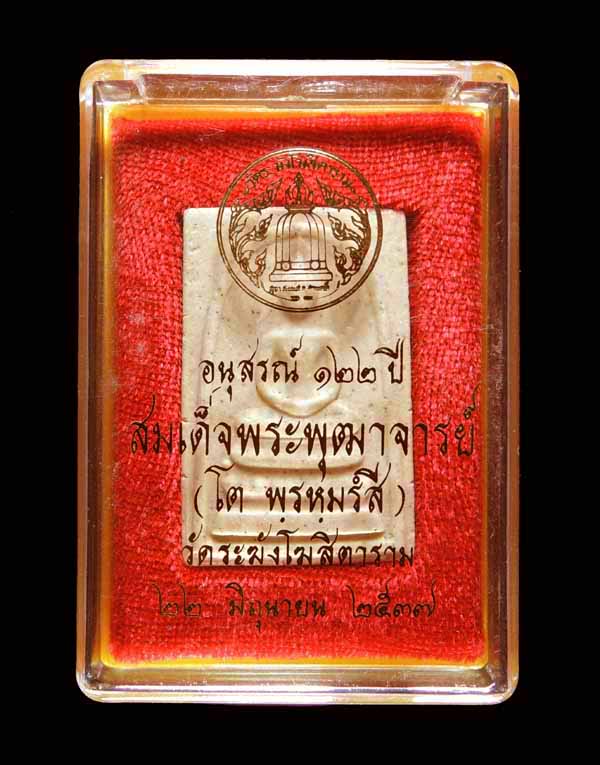 อนุสรณ์ ๑๒๒ ปี
สมเด็จพระพุฒาจารย์
(โต พฺรหฺมรํสี)
วัดระฆังโฆสิตาราม
๒๒ มิถุนายน ๒๕๓๗